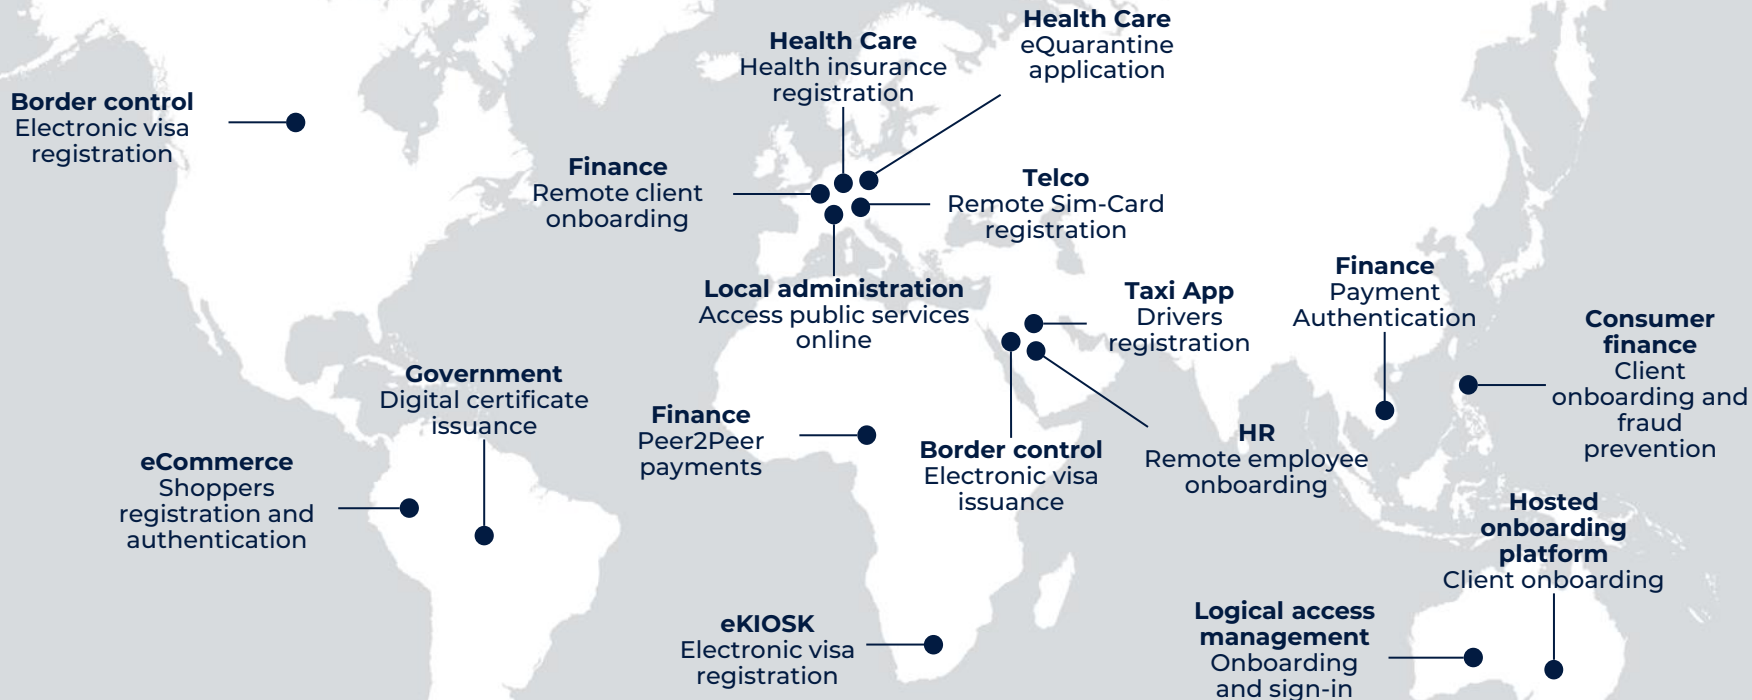 Health Care
eQuarantine
application
Health Care
Health insurance
registration
Border control
Electronic visa
registration
Finance
Remote client
onboarding
Telco
Remote Sim-Card
registration
Local administration
Access public services
online
Taxi App
Drivers
registration
Finance
Payment
Authentication
Consumer
finance
Client
onboarding and
fraud
prevention
Government
Digital certificate
issuance
Finance
Peer2Peer
payments
Border control
Electronic visa
issuance
HR
Remote employee
onboarding
eCommerce
Shoppers
registration and
authentication
Hosted
onboarding
platform
Client onboarding
eKIOSK
Electronic visa
registration
Logical access
management
Onboarding
and sign-in